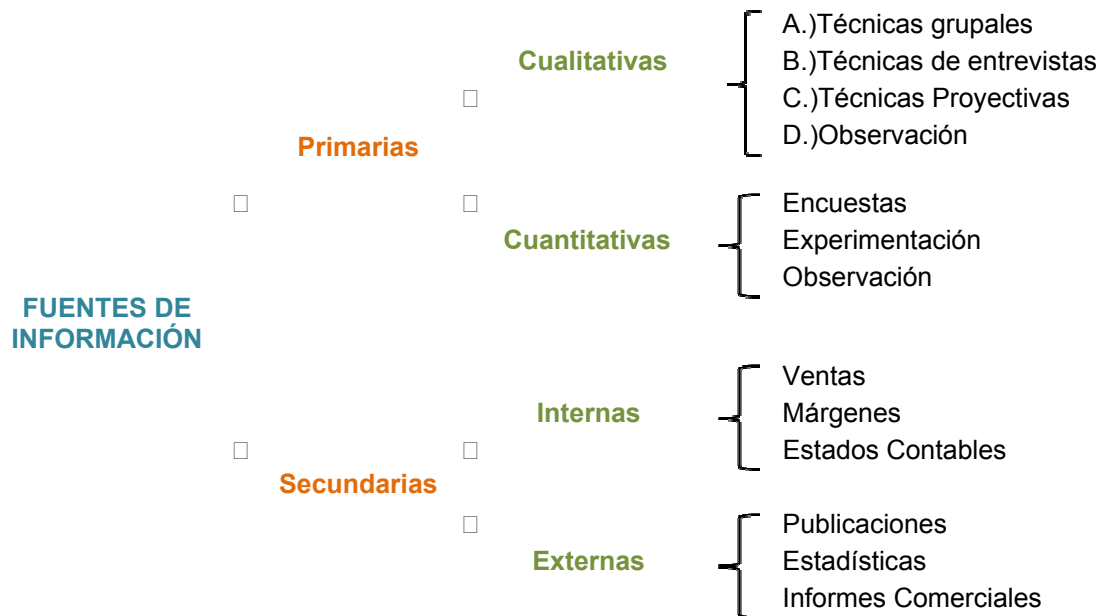 A.)Técnicas grupales
Cualitativas
B.)Técnicas de entrevistas
C.)Técnicas Proyectivas
Primarias
D.)Observación
Encuestas
Cuantitativas
Experimentación
Observación
FUENTES DE
INFORMACIÓN
Ventas
Internas
Márgenes
Estados Contables
Secundarias
Publicaciones
Externas
Estadísticas
Informes Comerciales